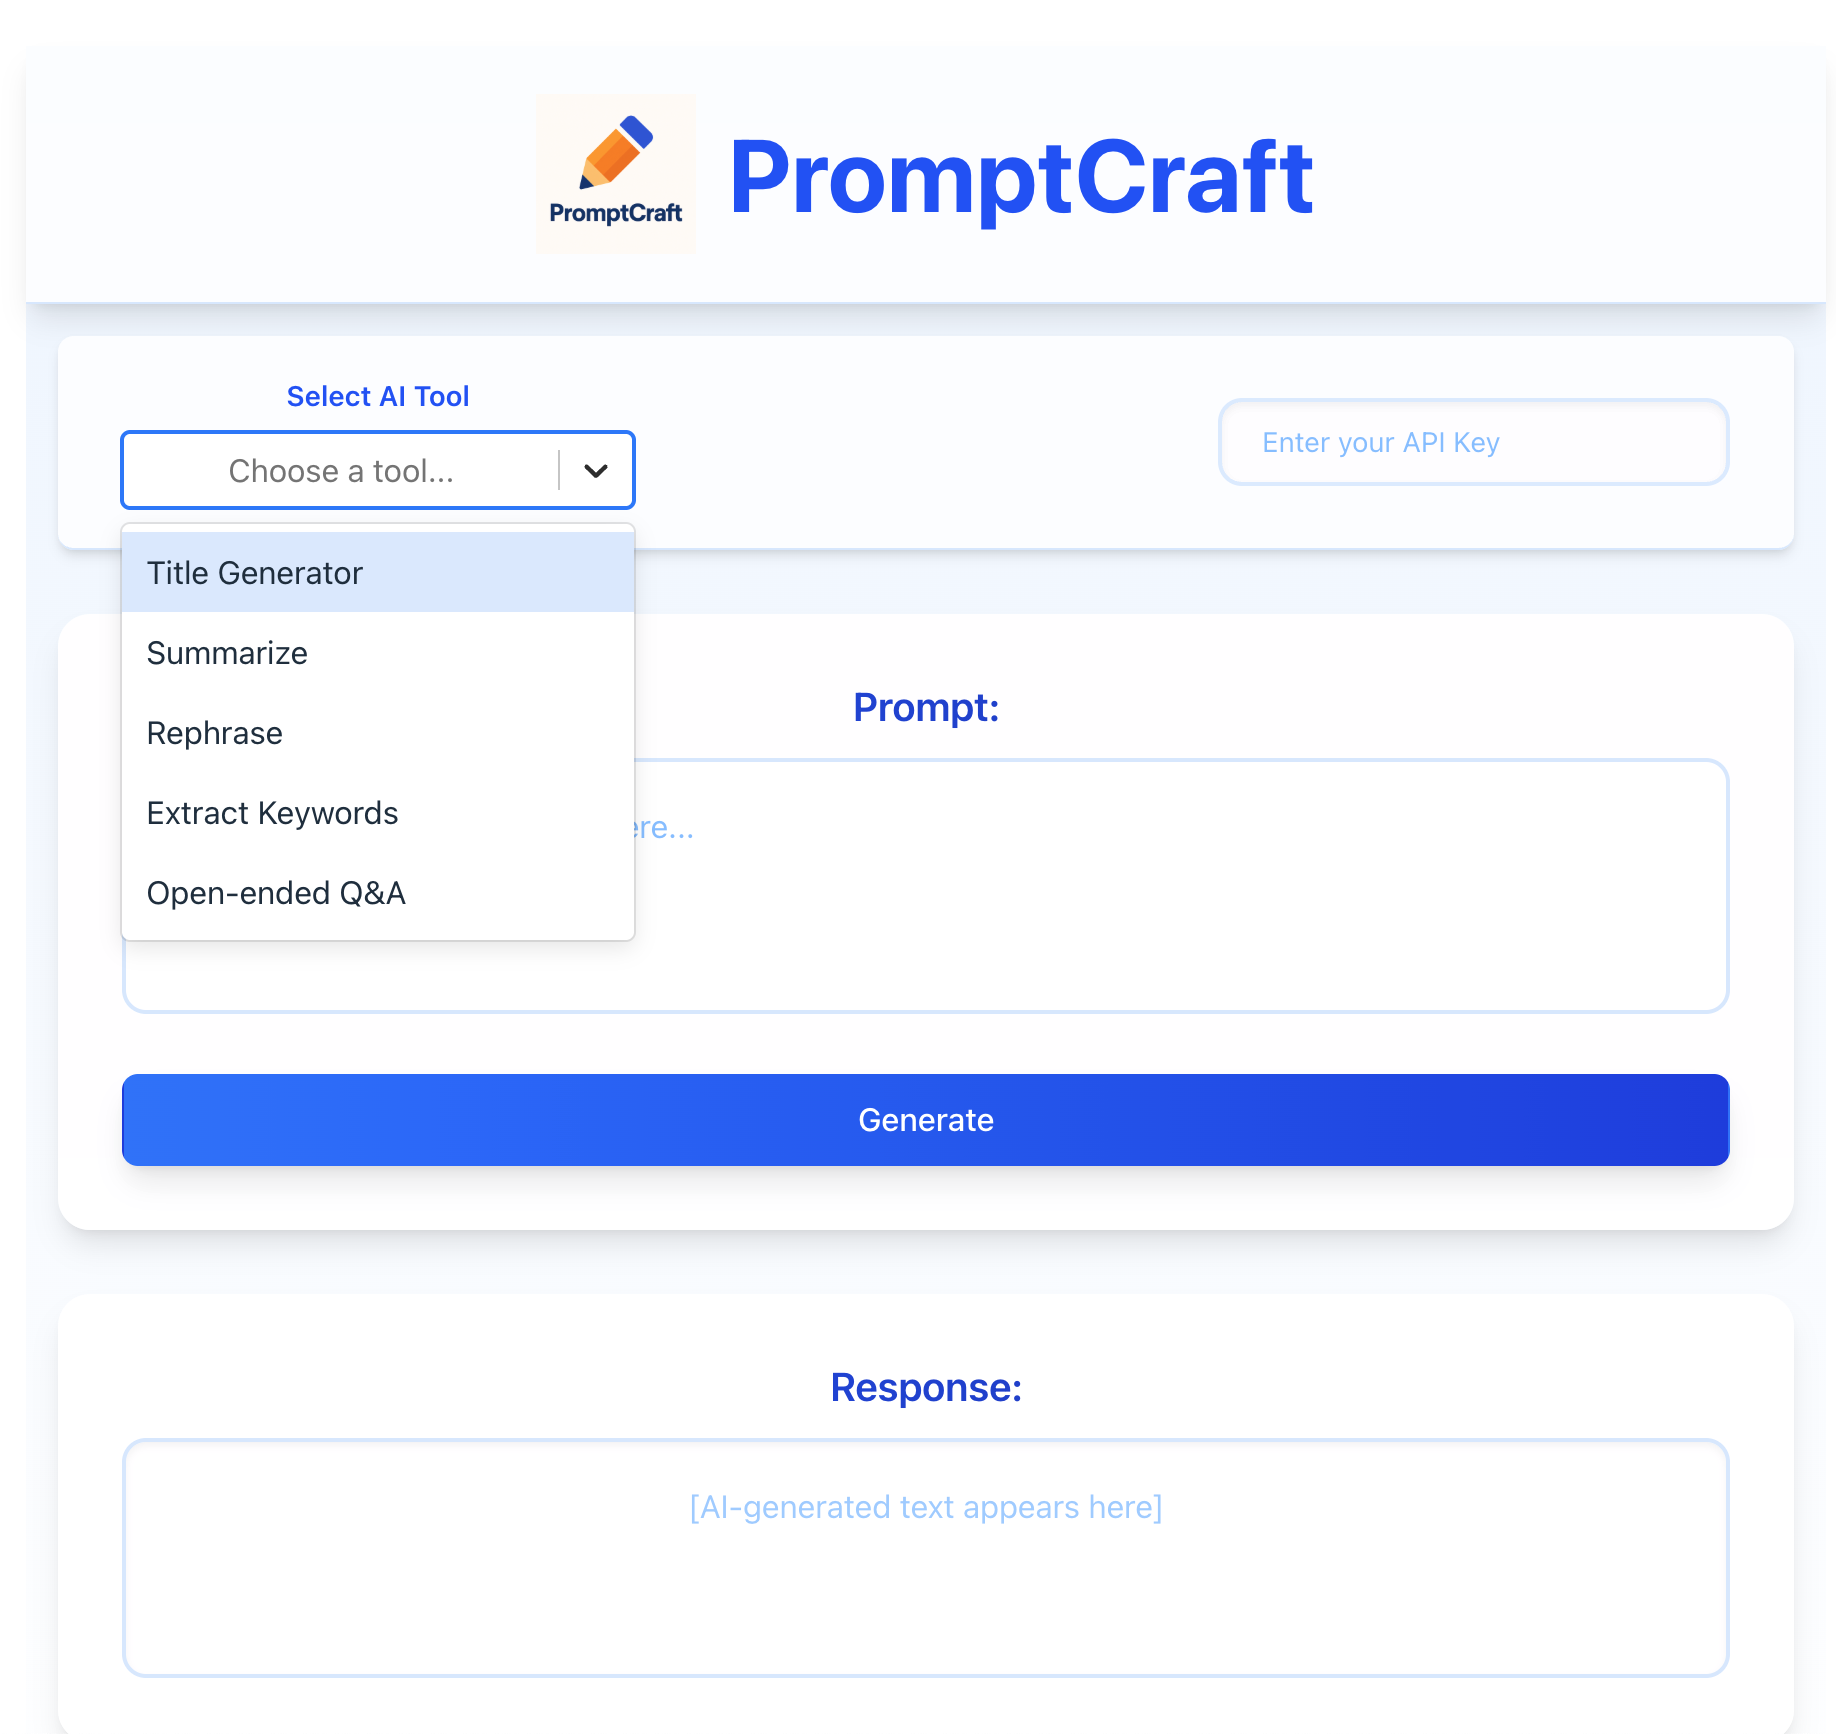 PromptCraft
PromptCraft
Select AI Tool
Choose a tool...
Enter your API Key
Title Generator
Summarize
Rephrase
Extract Keywords
Open-ended Q&A
Prompt:
ere...
Generate
Response:
[AI-generated text appears here]